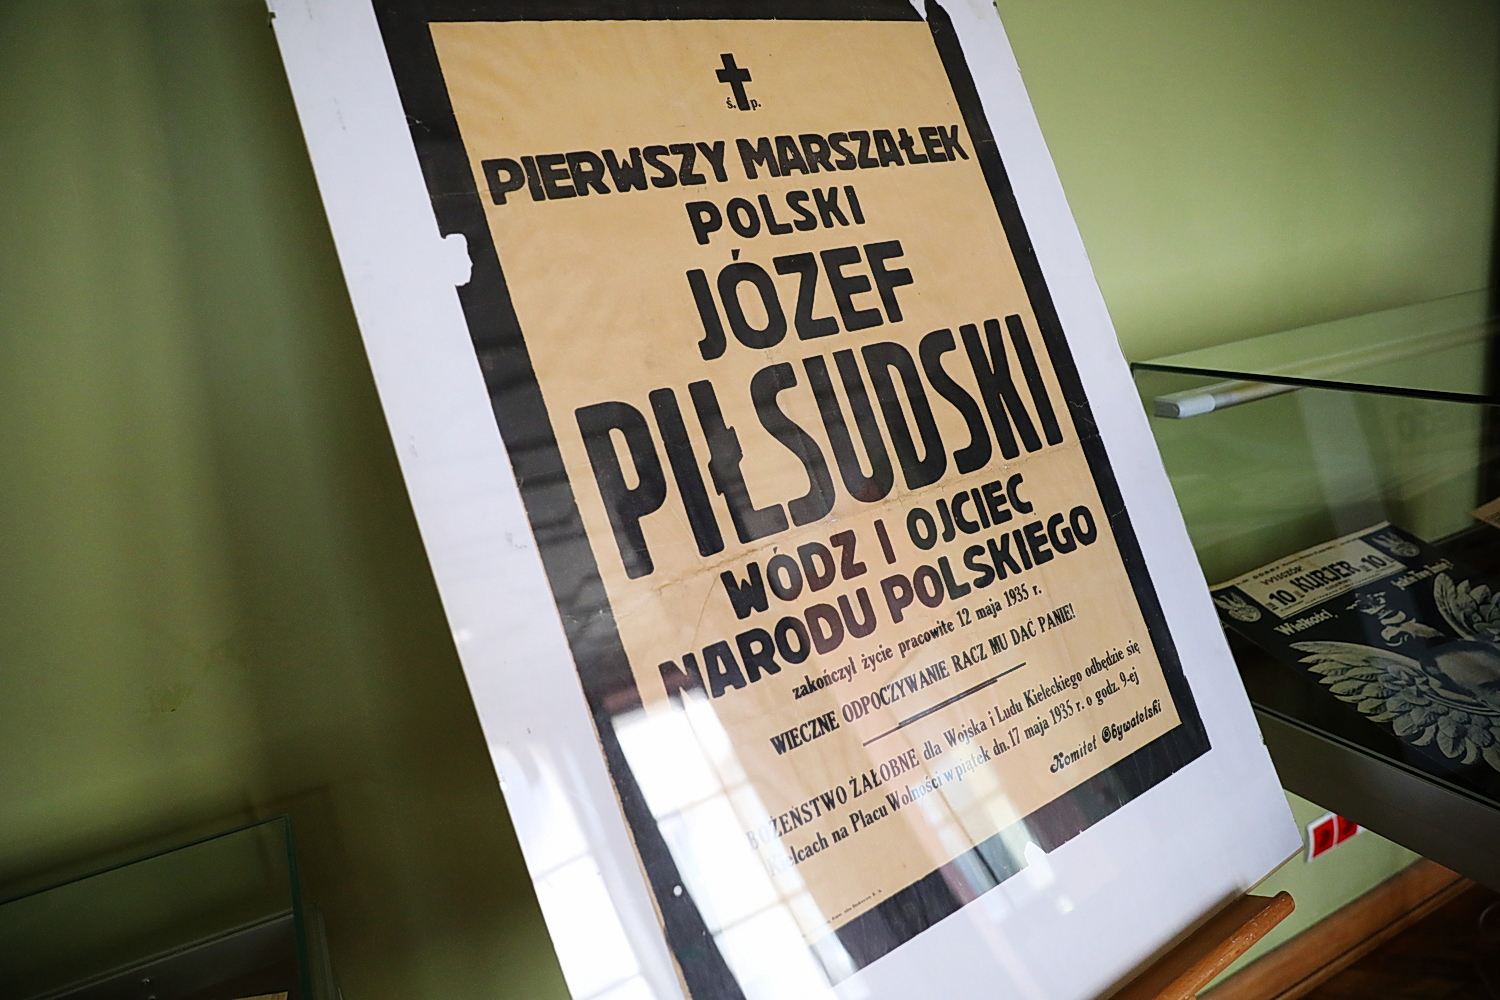 ś. p.
PIERWSZY MARSZAŁEK
POLSKI
JÓZEF
PIŁSUDSKI
WÓDZ I OJCIEC
NARODU POLSKIEGO
zakończył życie pracowite 12 maja 1935 r.
WIECZNE ODPOCZYWANIE RACZ MU DAĆ PANIE!
BOŻEŃSTWO ŻAŁOBNE dla Wojska i Ludu Kieleckiego odbędzie się
Kielcach na Placu Wolności w piątek dn. 17 maja 1935 r. o godz. 9-ej
Komitet Obywatelski
10 KURJER 10
Wielkości,